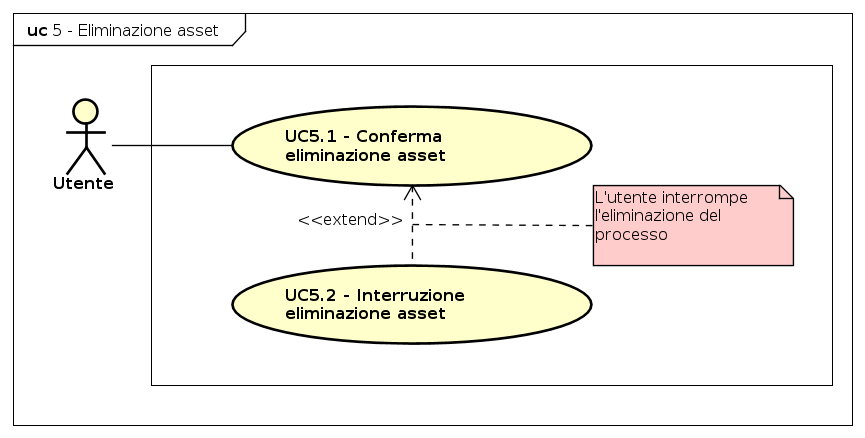 uc 5 - Eliminazione asset
UC5.1 - Conferma
eliminazione asset
Utente
L'utente interrompe
l'eliminazione del
processo
<<extend>>
UC5.2 - Interruzione
eliminazione asset